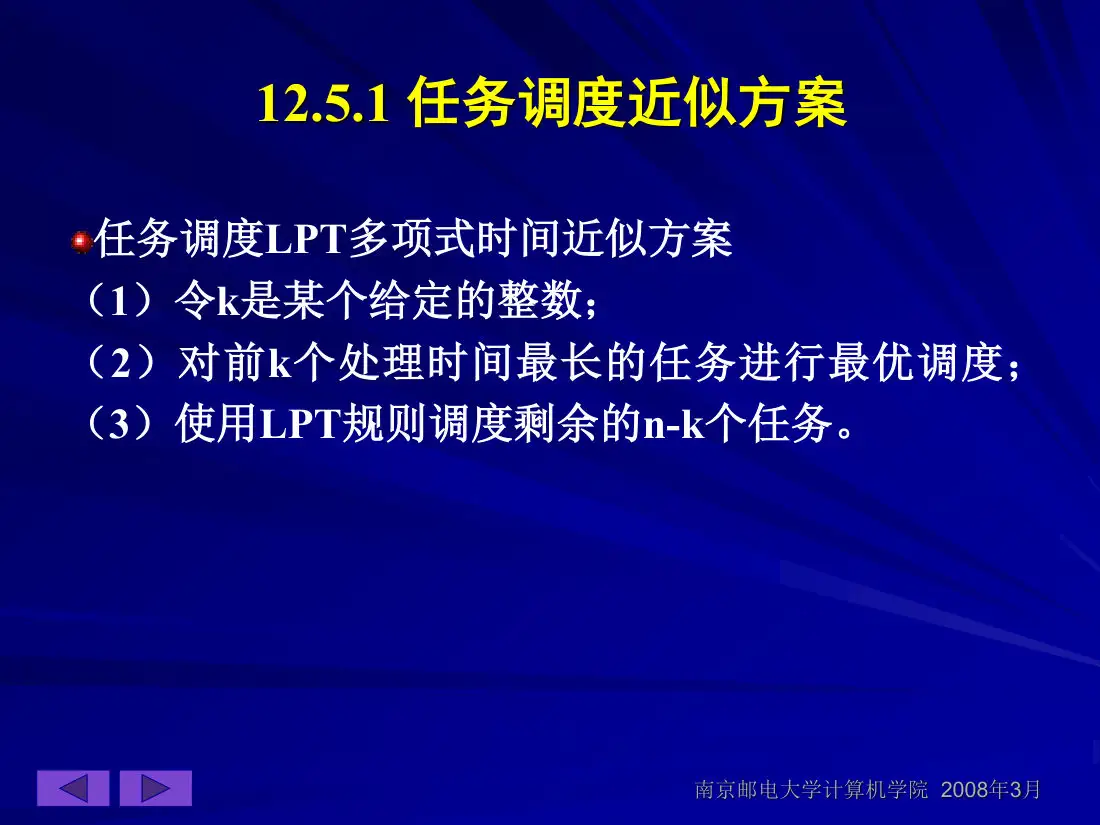 12.5.1 任务调度近似方案
任务调度LPT多项式时间近似方案
（1）令k是某个给定的整数；
（2）对前k个处理时间最长的任务进行最优调度；
（3）使用LPT规则调度剩余的n-k个任务。
南京邮电大学计算机学院 2008年3月